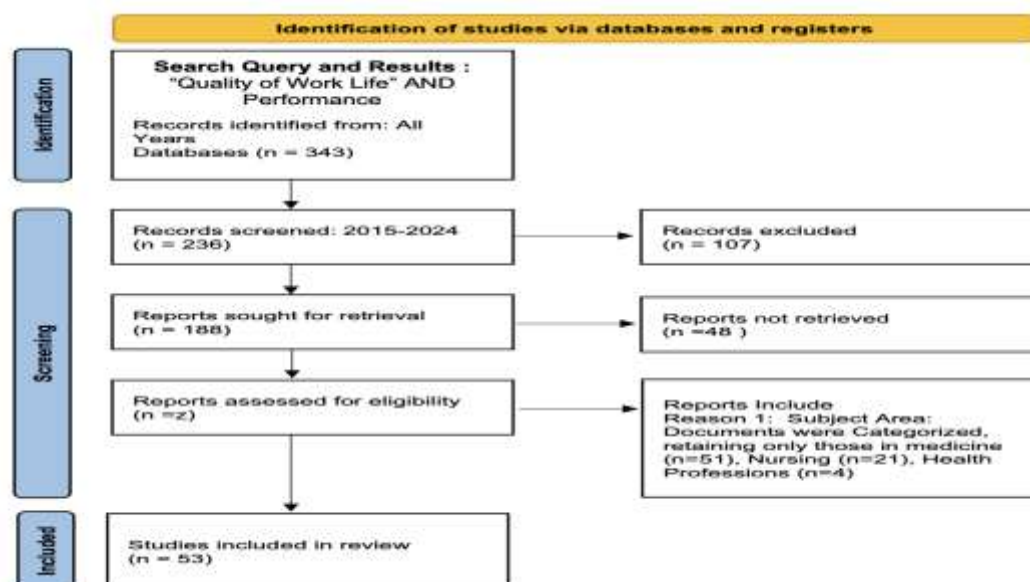 Identification of studies via databases and registers
Identification
Search Query and Results :
"Quality of Work Life" AND
Performance
Records identified from: All
Years
Databases (n = 343)
Screening
Records screened: 2015-2024
(n = 236)
Records excluded
(n = 107)
Reports sought for retrieval
(n = 188)
Reports not retrieved
(n =48 )
Reports assessed for eligibility
(n =z)
Reports Include
Reason 1:  Subject Area:
Documents were Categorized,
retaining only those in medicine
(n=51), Nursing (n=21), Health
Professions (n=4)
Included
Studies included in review
(n = 53)